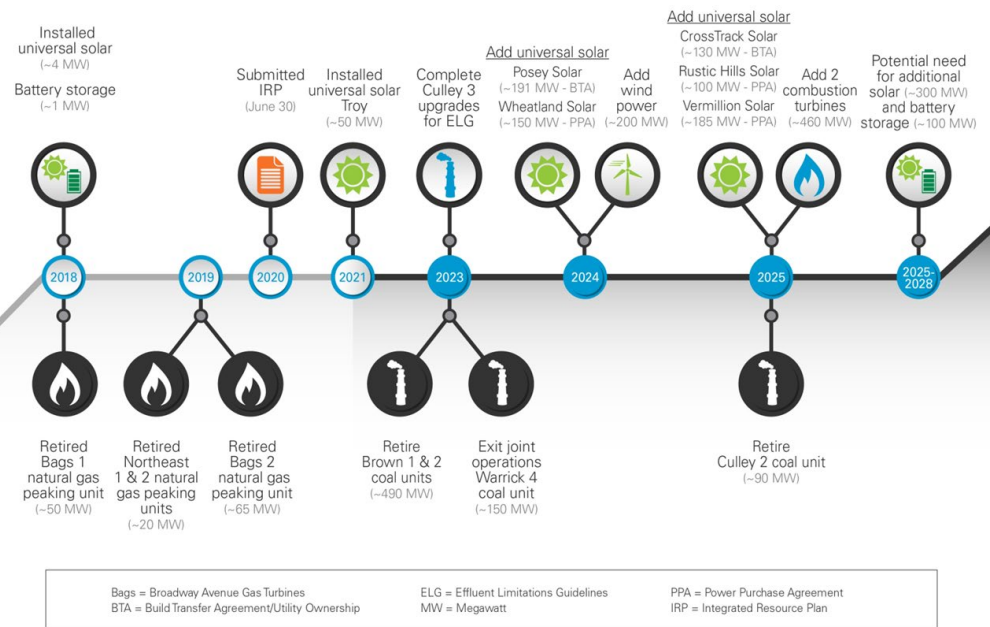 Installed
universal solar
(~4 MW)
Battery storage
(~1 MW)
Submitted
IRP
(June 30)
Installed
universal solar
Troy
(~50 MW)
Complete
Culley 3
upgrades
for ELG
Add universal solar
Posey Solar
(~191 MW - BTA)
Wheatland Solar
(~150 MW - PPA)
Add
wind
power
(~200 MW)
Add universal solar
CrossTrack Solar
(~130 MW - BTA)
Rustic Hills Solar
(~100 MW - PPA)
Vermillion Solar
(~185 MW - PPA)
Add 2
combustion
turbines
(~460 MW)
Potential need
for additional
solar (~300 MW)
and battery
storage (~100 MW)
2018
2019
2020
2021
2023
2024
2025
2025-
2028
Retired
Bags 1
natural gas
peaking unit
(~50 MW)
Retired
Northeast
1 & 2 natural
gas peaking
units
(~20 MW)
Retired
Bags 2
natural gas
peaking unit
(~65 MW)
Retire
Brown 1 & 2
coal units
(~490 MW)
Exit joint
operations
Warrick 4
coal unit
(~150 MW)
Retire
Culley 2 coal unit
(~90 MW)
Bags = Broadway Avenue Gas Turbines
BTA = Build Transfer Agreement/Utility Ownership
ELG = Effluent Limitations Guidelines
MW = Megawatt
PPA = Power Purchase Agreement
IRP = Integrated Resource Plan